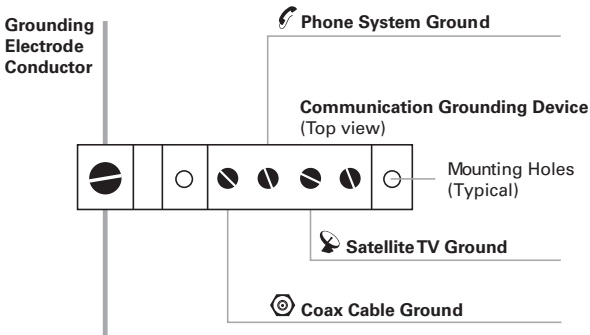 Grounding
Electrode
Conductor
Phone System Ground
Communication Grounding Device
(Top view)
Mounting Holes
(Typical)
Satellite TV Ground
Coax Cable Ground